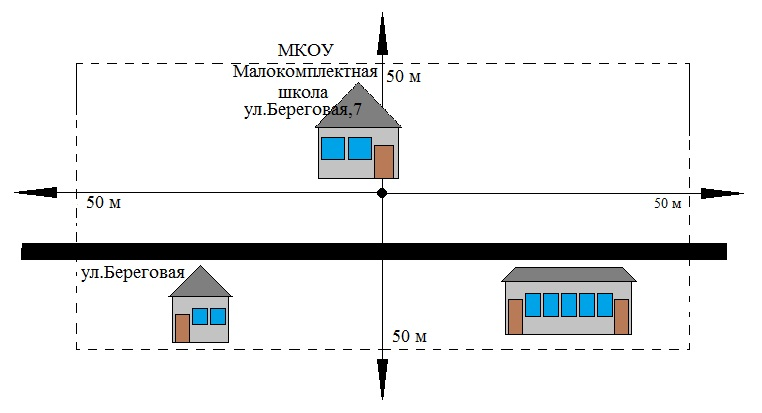 МКОУ
Малокомплектная
школа
ул.Береговая,7
50 м
50 м
50 м
ул.Береговая
50 м